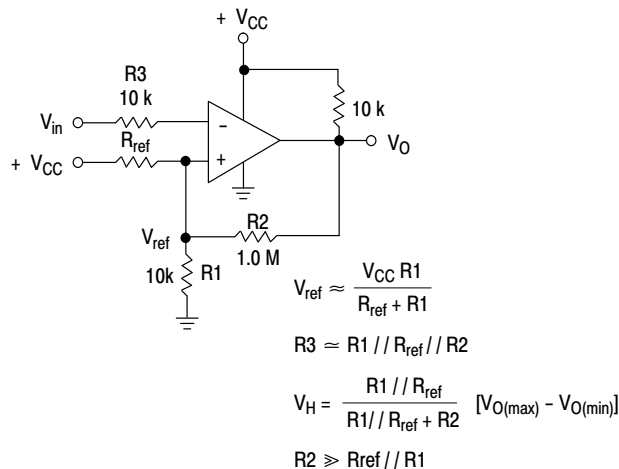 + VCC
R3
10 k
10 k
Vin
–
Rref
VO
+ VCC
+
R2
Vref
1.0 M
10k
R1
Vref ≈ VCC R1 / Rref + R1
R3 ≃ R1 // Rref // R2
VH = R1 // Rref / R1// Rref + R2 [VO(max) – VO(min)]
R2 ≫ Rref // R1